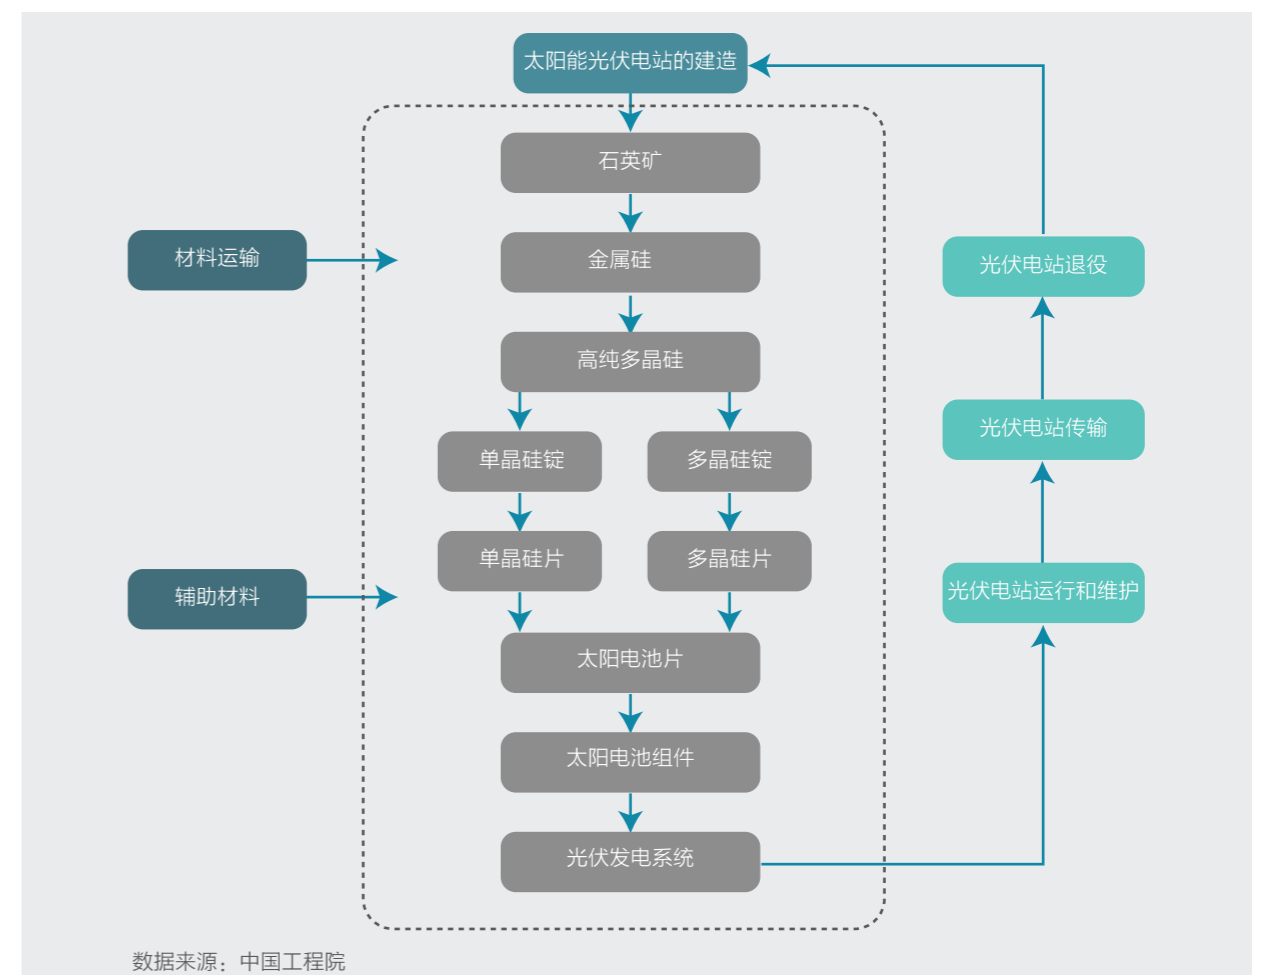 太阳能光伏电站的建造
石英矿
材料运输
金属硅
光伏电站退役
高纯多晶硅
光伏电站传输
单晶硅锭
多晶硅锭
单晶硅片
多晶硅片
辅助材料
光伏电站运行和维护
太阳电池片
太阳电池组件
光伏发电系统
数据来源：中国工程院